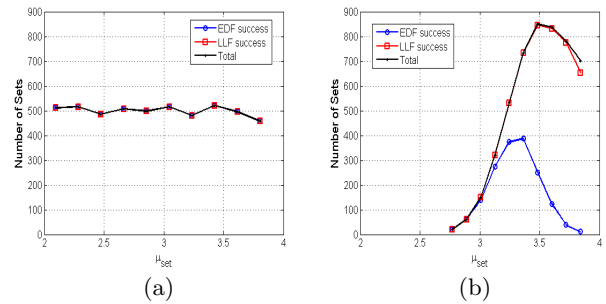 900
800
700
600
500
400
300
200
100
0
Number of Sets
EDF success
LLF success
Total
2 2.5 3 3.5 4
μset
(a)
900
800
700
600
500
400
300
200
100
0
Number of Sets
EDF success
LLF success
Total
2 2.5 3 3.5 4
μset
(b)